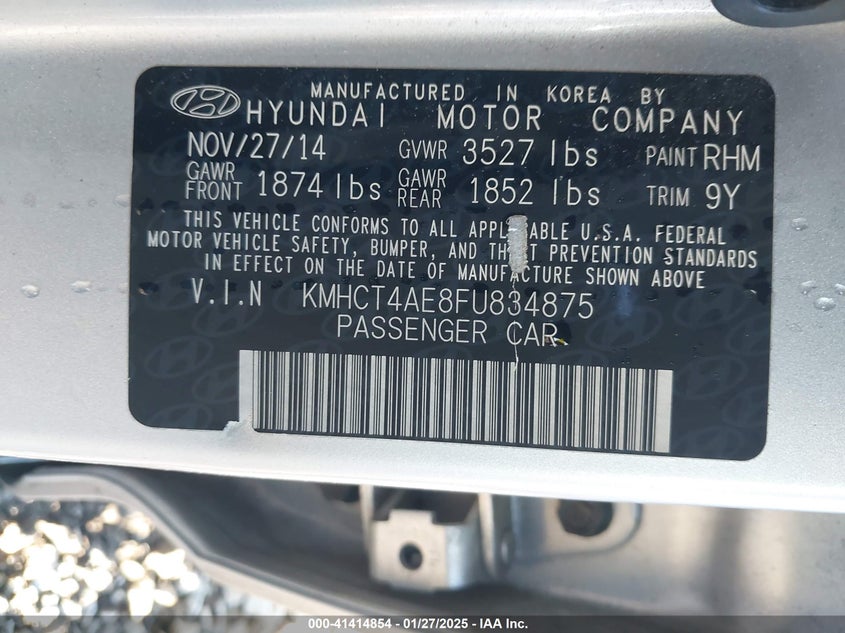 MANUFACTURED IN KOREA BY
HYUNDAI MOTOR COMPANY
NOV/27/14 GVWR 3527 lbs PAINT RHM
GAWR FRONT 1874 lbs GAWR REAR 1852 lbs TRIM 9Y
THIS VEHICLE CONFORMS TO ALL U.S.A. FEDERAL
MOTOR VEHICLE SAFETY, BUMPER, AND PREVENTION STANDARDS
IN EFFECT ON THE DATE OF MANUFACTURE SHOWN ABOVE
V.I.N KMHCT4AE8FU834875
PASSENGER CAR
000-41414854 | 01/27/2025 - IAA Inc.